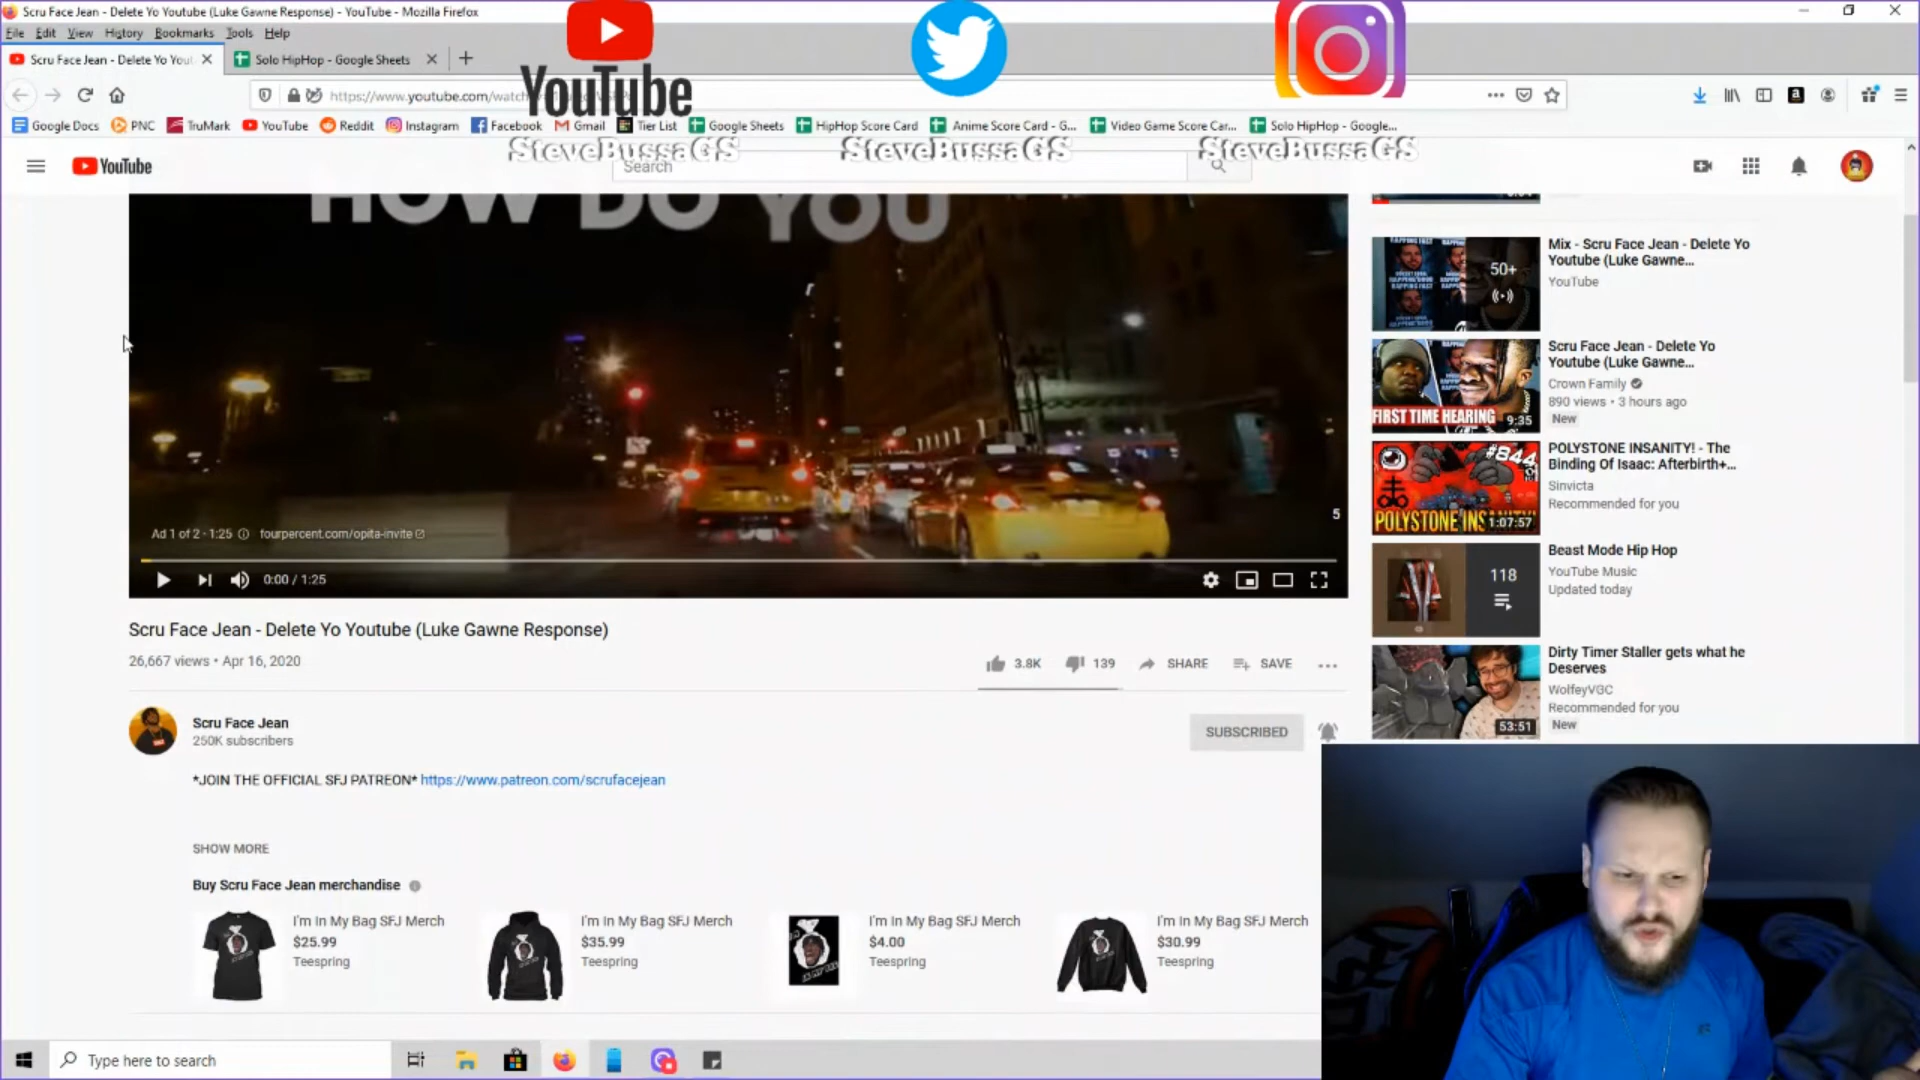 Scru Face Jean - Delete Yo Youtube (Luke Gawne Response) - YouTube - Mozilla Firefox
File Edit View History Bookmarks Tools Help
Scru Face Jean - Delete Yo Yout
Solo HipHop - Google Sheets
https://www.youtube.com/watch
YouTube
Google Docs PNC TruMark YouTube Reddit Instagram Facebook Gmail Tier List Google Sheets HipHop Score Card Anime Score Card - G... Video Game Score Car... Solo HipHop - Google...
SteveBussaGS SteveBussaGS SteveBussaGS
YouTube
Search
HOW DO YOU
5
Ad 1 of 2 - 1:25 fourpercent.com/opita-invite
0:00 / 1:25
Scru Face Jean - Delete Yo Youtube (Luke Gawne Response)
26,667 views • Apr 16, 2020
3.8K 139 SHARE SAVE
Scru Face Jean
250K subscribers
SUBSCRIBED
*JOIN THE OFFICIAL SFJ PATREON* https://www.patreon.com/scrufacejean
SHOW MORE
Buy Scru Face Jean merchandise
I'm In My Bag SFJ Merch
$25.99
Teespring
I'm In My Bag SFJ Merch
$35.99
Teespring
I'm In My Bag SFJ Merch
$4.00
Teespring
I'm In My Bag SFJ Merch
$30.99
Teespring
50+
Mix - Scru Face Jean - Delete Yo
Youtube (Luke Gawne...
YouTube
FIRST TIME HEARING
9:35
Scru Face Jean - Delete Yo
Youtube (Luke Gawne...
Crown Family
890 views • 3 hours ago
New
#844
POLYSTONE INS
1:07:57
POLYSTONE INSANITY! - The
Binding Of Isaac: Afterbirth+...
Sinvicta
Recommended for you
118
Beast Mode Hip Hop
YouTube Music
Updated today
53:51
Dirty Timer Staller gets what he
Deserves
WolfeyVGC
Recommended for you
New
Type here to search